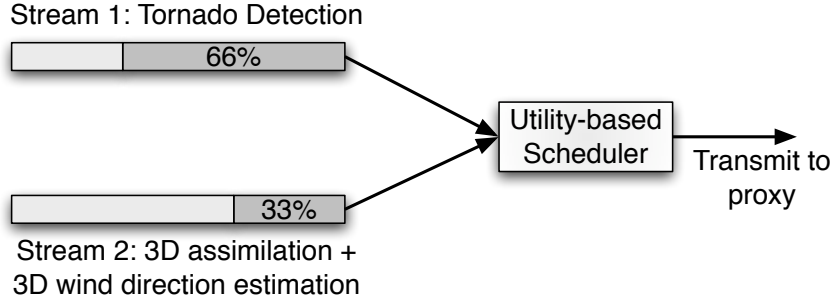 Stream 1: Tornado Detection
66%
Utility-based
Scheduler
Transmit to
proxy
33%
Stream 2: 3D assimilation +
3D wind direction estimation